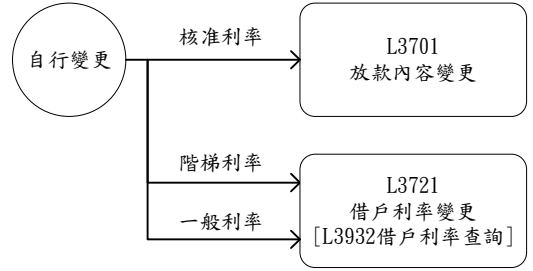 自行變更
核准利率
L3701
放款內容變更
階梯利率
一般利率
L3721
借戶利率變更
[L3932借戶利率查詢]